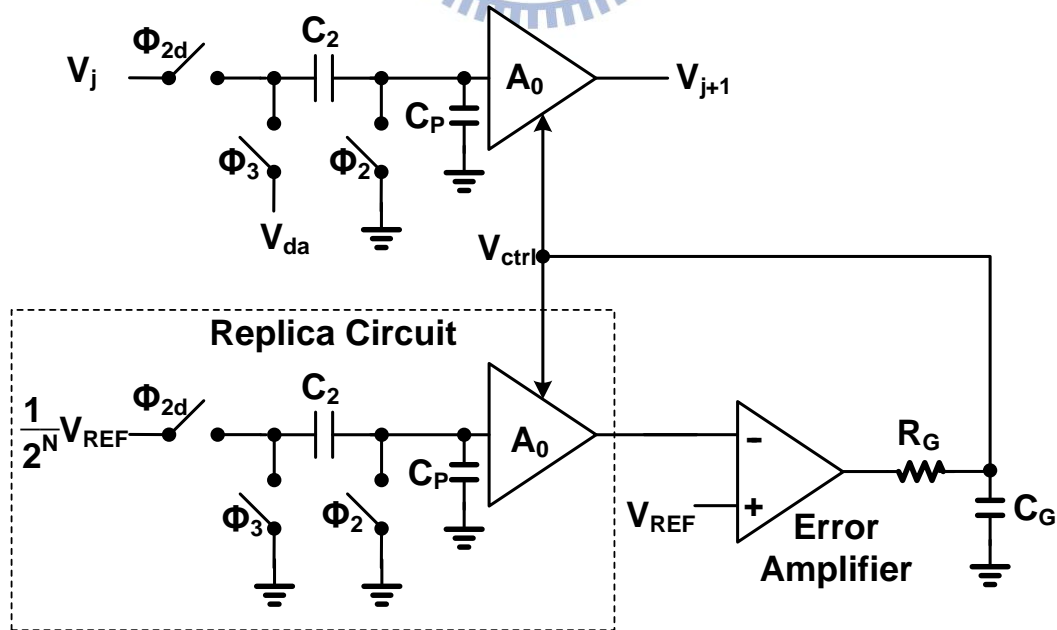 Φ2d
C2
Vj
A0
Vj+1
CP
Φ3
Φ2
Vda
Vctrl
Replica Circuit
1/2^N VREF
Φ2d
C2
A0
CP
Φ3
Φ2
-
+
VREF
Error
Amplifier
RG
CG